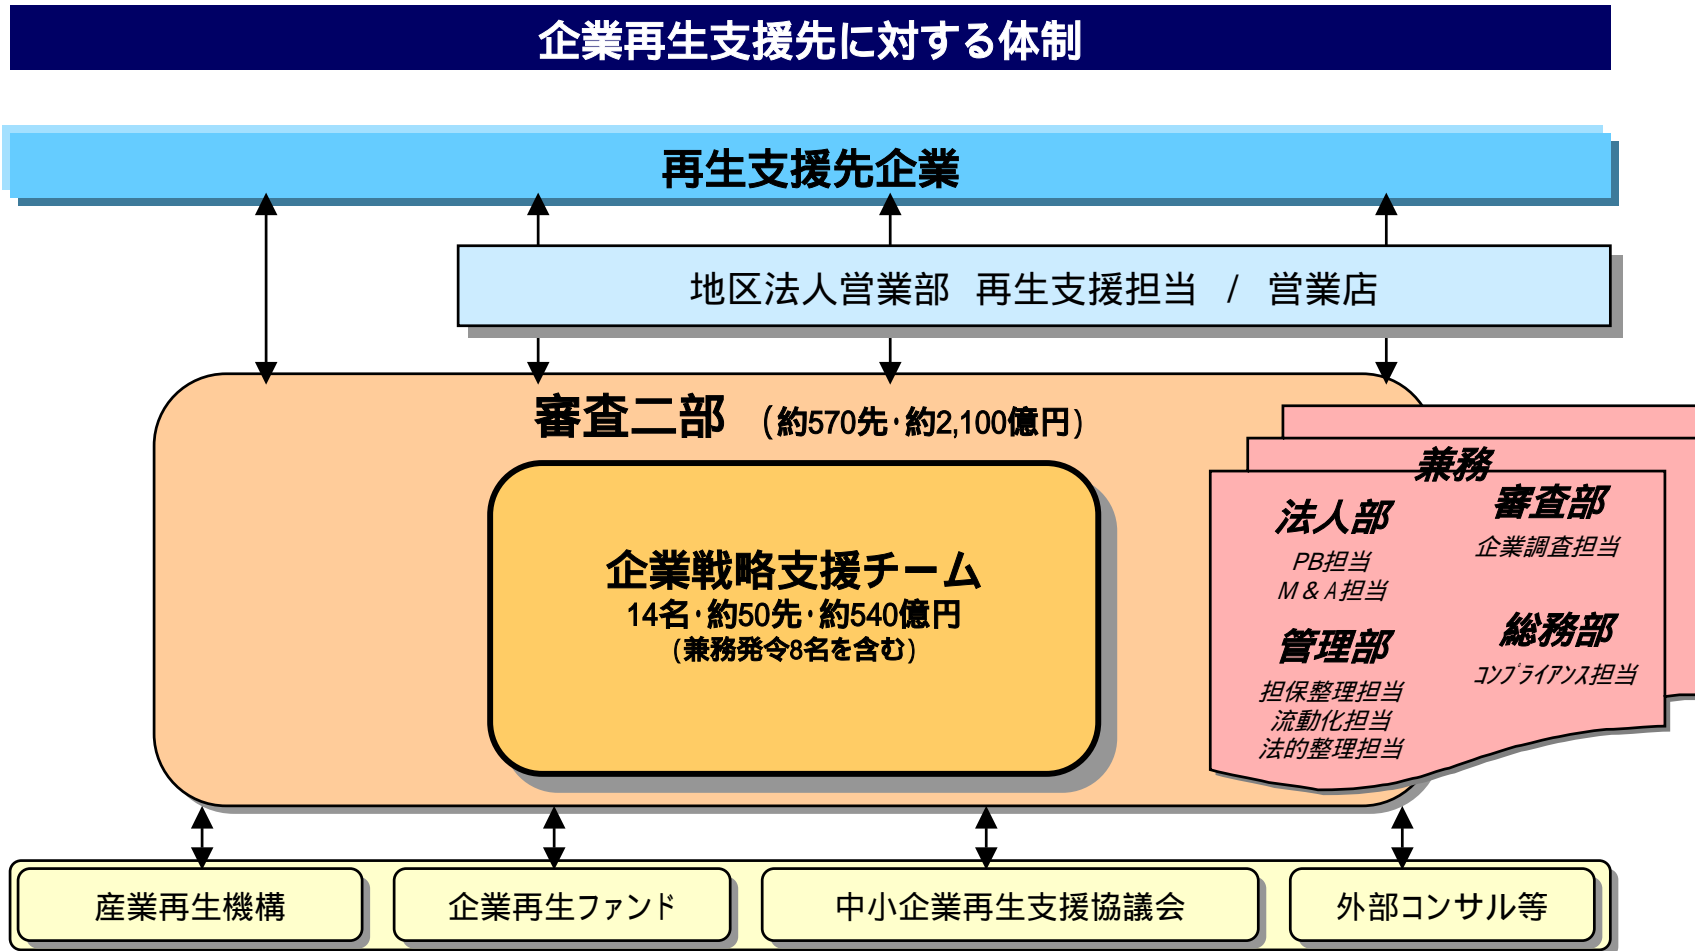 企業再生支援先に対する体制
再生支援先企業
地区法人営業部 再生支援担当 / 営業店
審査二部 （約570先・約2,100億円）
企業戦略支援チーム
14名・約50先・約540億円
（兼務発令8名を含む）
兼務
法人部
PB担当
M＆A担当
審査部
企業調査担当
管理部
担保整理担当
流動化担当
法的整理担当
総務部
ｺﾝﾌﾟﾗｲｱﾝｽ担当
産業再生機構
企業再生ファンド
中小企業再生支援協議会
外部コンサル等